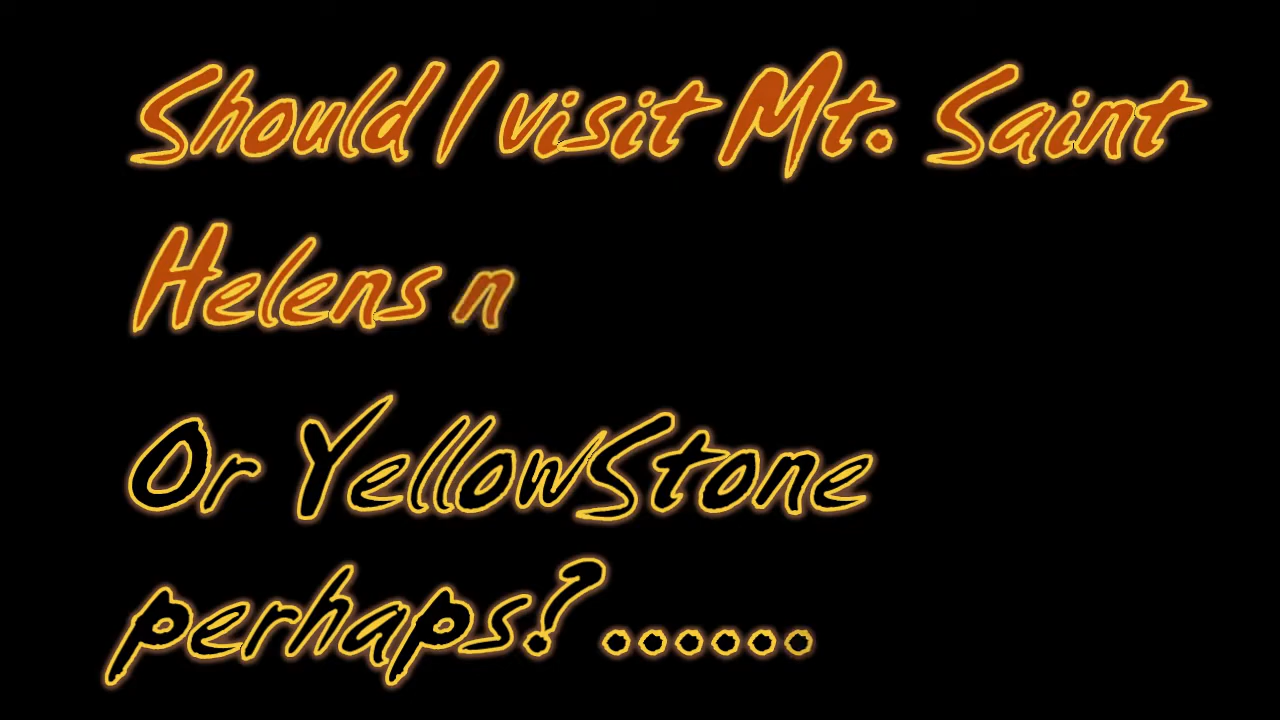 Should I visit Mt. Saint
Helens n
Or YellowStone
perhaps? ......